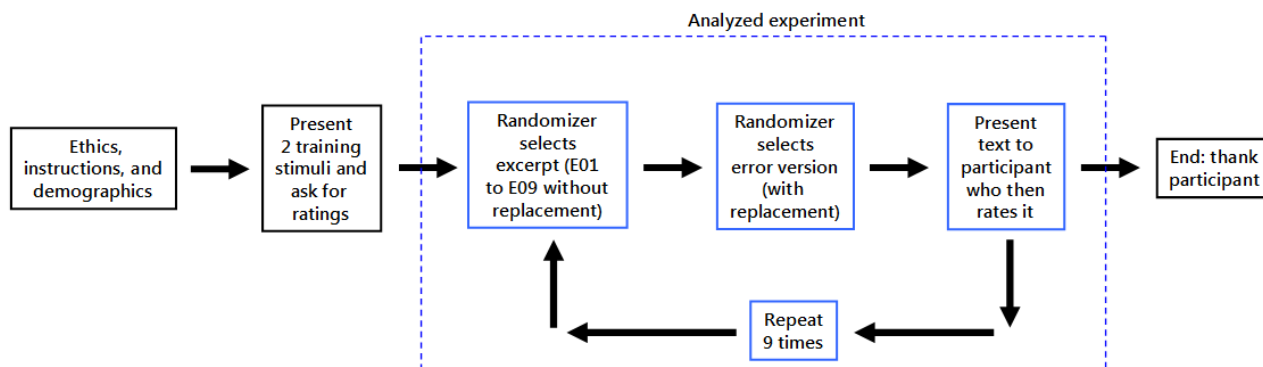 Analyzed experiment
Ethics,
instructions, and
demographics
Present
2 training
stimuli and
ask for
ratings
Randomizer
selects
excerpt (E01
to E09 without
replacement)
Randomizer
selects
error version
(with
replacement)
Present
text to
participant
who then
rates it
End: thank
participant
Repeat
9 times